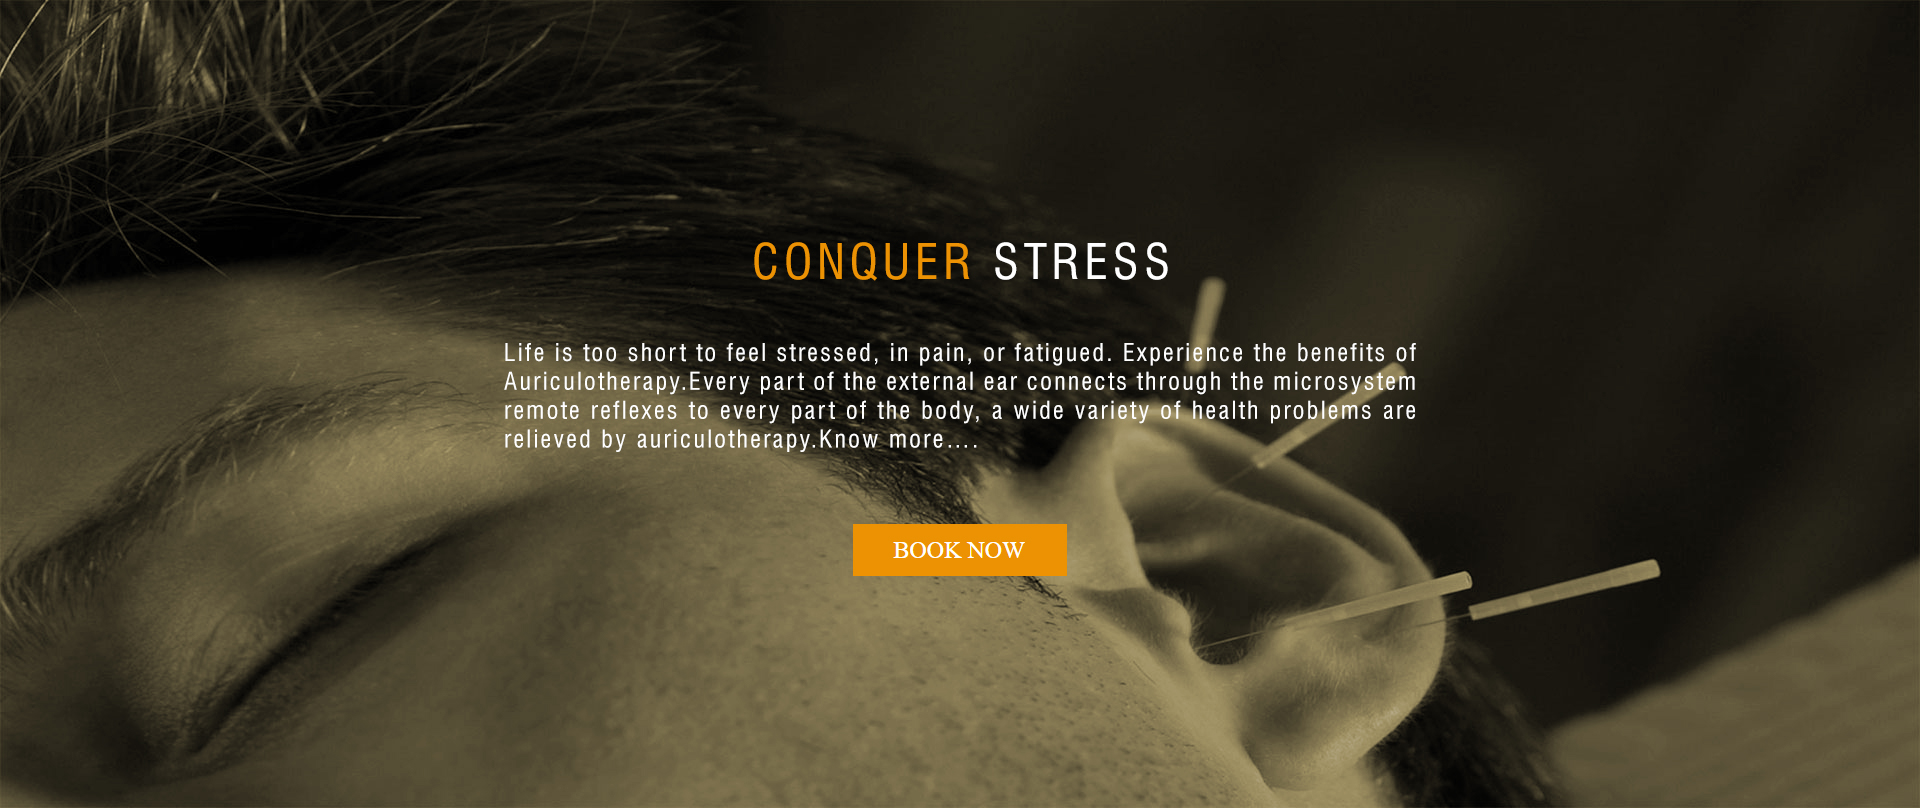 CONQUER STRESS
Life is too short to feel stressed, in pain, or fatigued. Experience the benefits of
Auriculotherapy.Every part of the external ear connects through the microsystem
remote reflexes to every part of the body, a wide variety of health problems are
relieved by auriculotherapy.Know more....
BOOK NOW